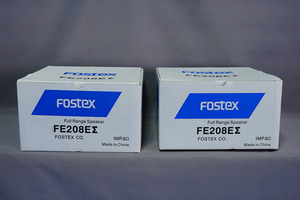 Fostex
Full Range Speaker
FE208EΣ
FOSTEX CO.
IMP.8Ω
Made in China
Fostex
Full Range Speaker
FE208EΣ
FOSTEX CO.
IMP.8Ω
Made in China